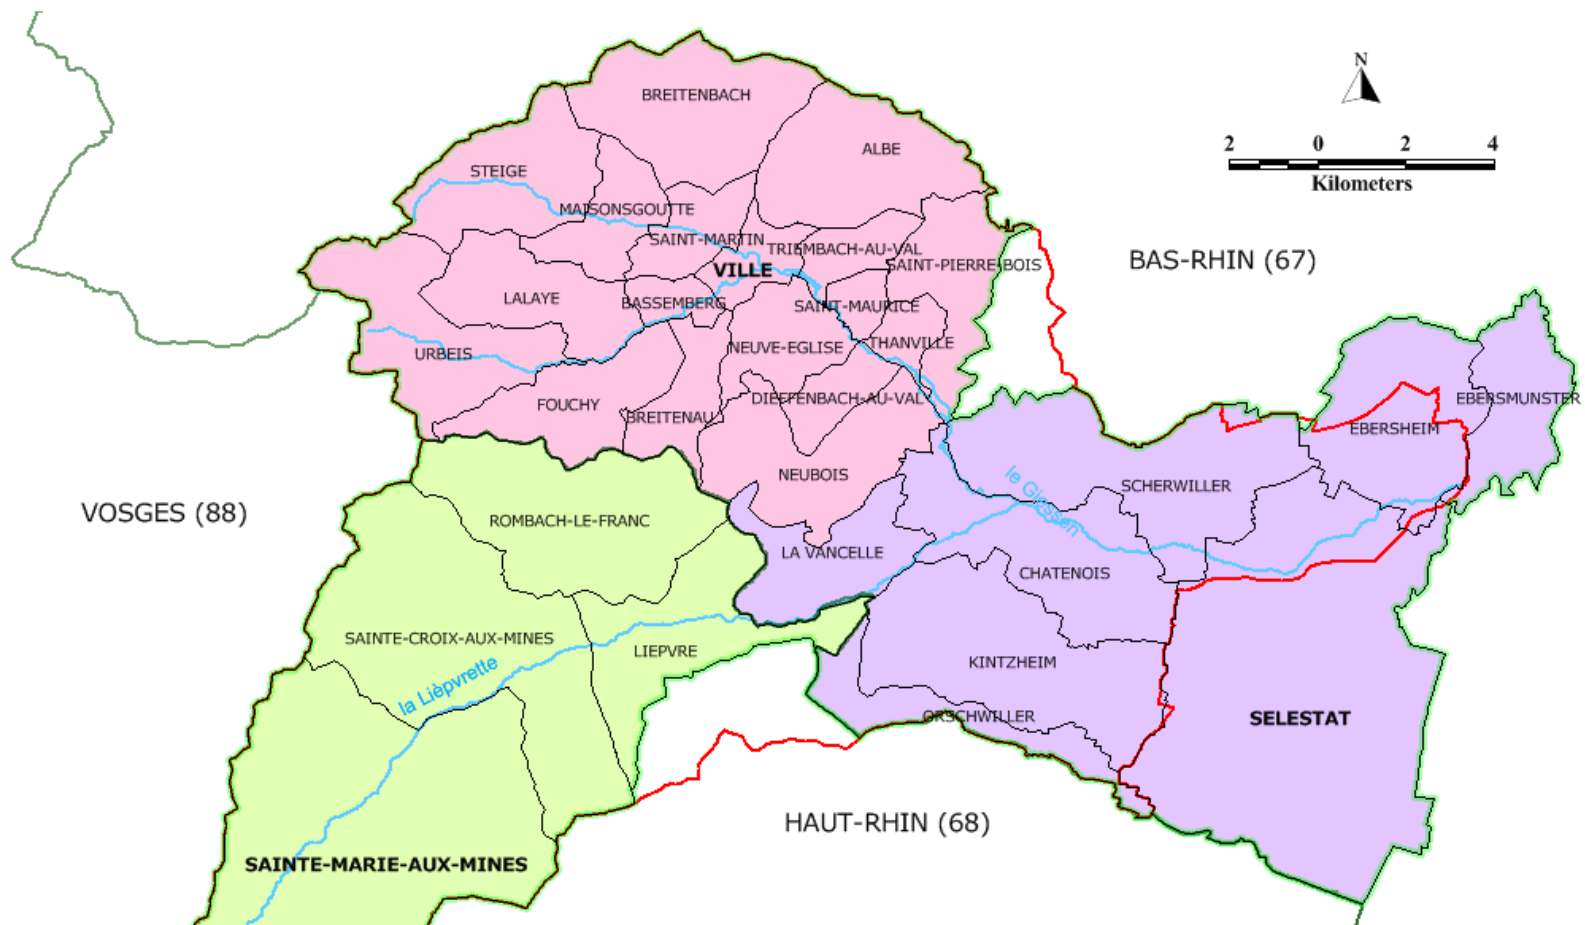 BREITENBACH
N
ALBE
2 0 2 4
Kilometers
STEIGE
MAISONSGOUTTE
SAINT-MARTIN
TRIEMBACH-AU-VAL
SAINT-PIERRE-BOIS
BAS-RHIN (67)
VILLE
LALAYE
BASSEMBERG
SAINT-MAURICE
URBEIS
NEUVE-EGLISE
THANVILLE
FOUCHY
BREITENAU
DIEFFENBACH-AU-VAL
EBERSMUNSTER
EBERSHEIM
NEUBOIS
SCHERWILLER
le Giessen
VOSGES (88)
ROMBACH-LE-FRANC
LA VANCELLE
CHATENOIS
SAINTE-CROIX-AUX-MINES
LIEPVRE
KINTZHEIM
la Lièpvrette
ORSCHWILLER
SELESTAT
HAUT-RHIN (68)
SAINTE-MARIE-AUX-MINES